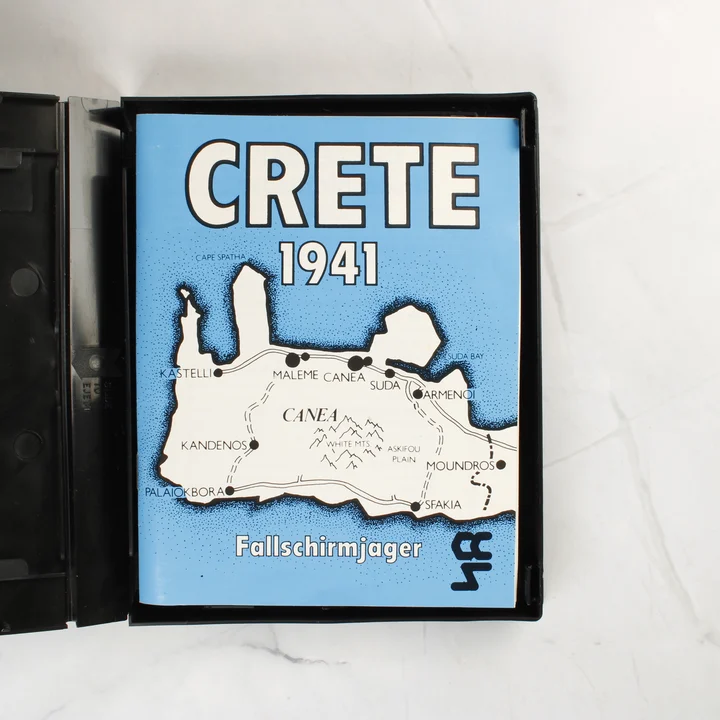 CRETE
1941
CAPE SPATHA
SUDA BAY
KASTELLI
MALEME
CANEA
SUDA
ARMENOI
CANEA
WHITE MTS.
KANDENOS
ASKIFOU
PLAIN
MOUNDROS
PALAIOKBORA
SFAKIA
Fallschirmjager